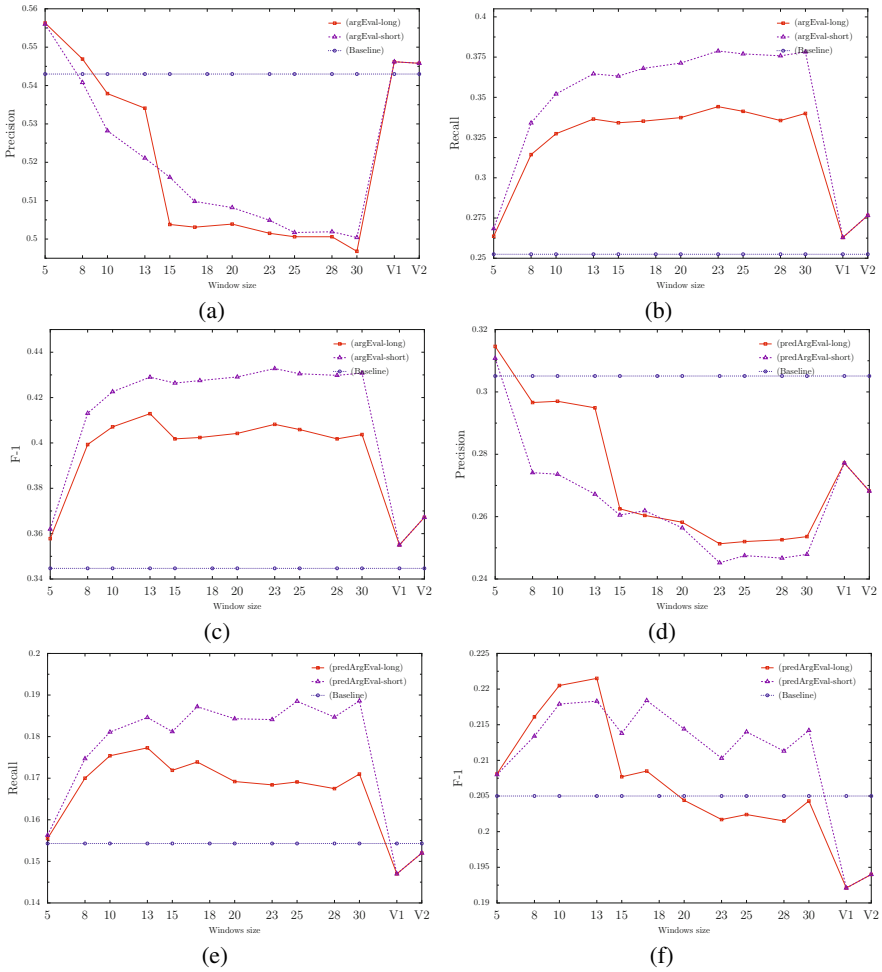 0.56
0.55
0.54
0.53
0.52
0.51
0.5
Precision
5 8 10 13 15 18 20 23 25 28 30 V1 V2
Window size
(argEval-long)
(argEval-short)
(Baseline)
(a)
0.4
0.375
0.35
0.325
0.3
0.275
0.25
Recall
5 8 10 13 15 18 20 23 25 28 30 V1 V2
Window size
(argEval-long)
(argEval-short)
(Baseline)
(b)
0.44
0.42
0.4
0.38
0.36
0.34
F-1
5 8 10 13 15 18 20 23 25 28 30 V1 V2
Window size
(argEval-long)
(argEval-short)
(Baseline)
(c)
0.32
0.3
0.28
0.26
0.24
Precision
5 8 10 13 15 18 20 23 25 28 30 V1 V2
Windows size
(predArgEval-long)
(predArgEval-short)
(Baseline)
(d)
0.2
0.19
0.18
0.17
0.16
0.15
0.14
Recall
5 8 10 13 15 18 20 23 25 28 30 V1 V2
Windows size
(predArgEval-long)
(predArgEval-short)
(Baseline)
(e)
0.225
0.22
0.215
0.21
0.205
0.2
0.195
0.19
F-1
5 8 10 13 15 18 20 23 25 28 30 V1 V2
Windows size
(predArgEval-long)
(predArgEval-short)
(Baseline)
(f)